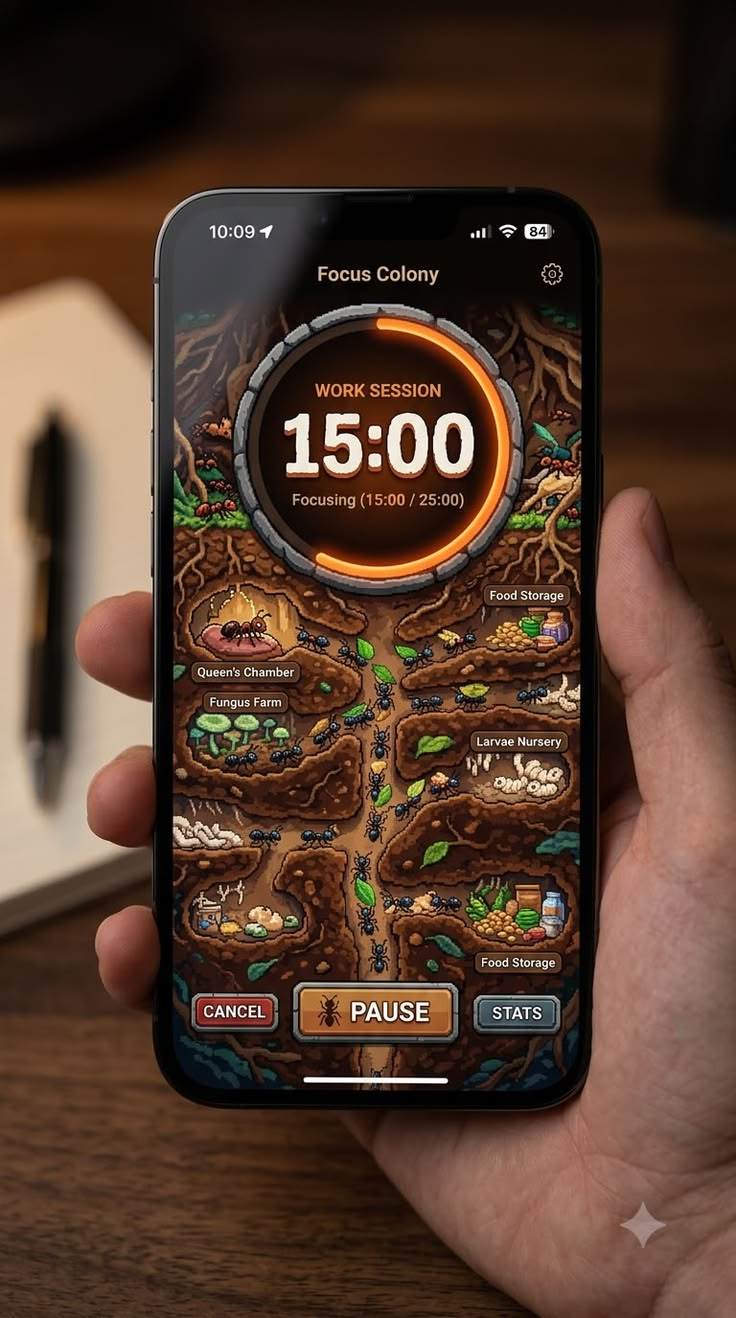 10:09
84
Focus Colony
WORK SESSION
15:00
Focusing (15:00 / 25:00)
Food Storage
Queen's Chamber
Fungus Farm
Larvae Nursery
Food Storage
CANCEL
PAUSE
STATS